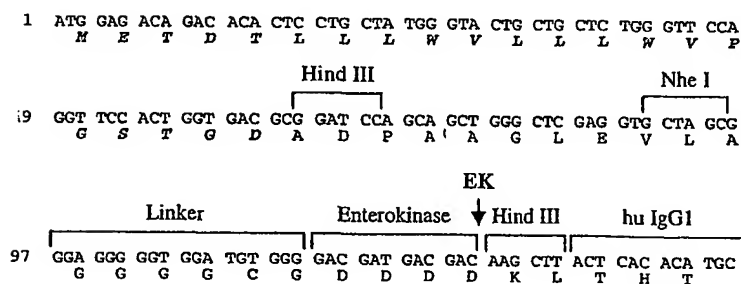 1 ATG GAG ACA GAC ACA CTC CTG CTA TGG GTA CTG CTG CTC TGG GTT CCA
M E T D T L L L W V L L L W V P
Hind III Nhe I
49 GGT TCC ACT GGT GAC GCG GAT CCA GCA GCT GGG CTC GAG GTG CTA GCG
G S T G D A D P A A G L E V L A
EK
Linker Enterokinase Hind III hu IgG1
97 GGA GGG GGT GGA TGT GGG GAC GAT GAC GAC AAG CTT ACT CAC ACA TGC
G G G G C G D D D D K L T H T